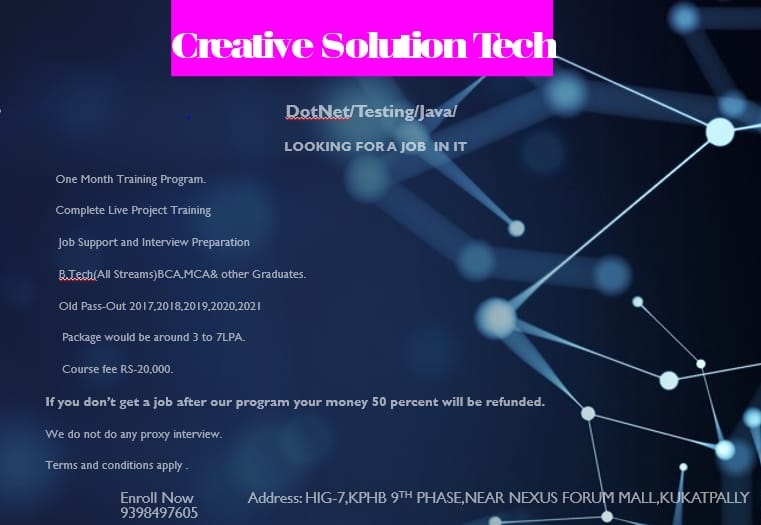 Creative Solution Tech
DotNet/Testing/Java/
LOOKING FOR A JOB IN IT
One Month Training Program.
Complete Live Project Training
Job Support and Interview Preparation
B.Tech(All Streams)BCA,MCA& other Graduates.
Old Pass-Out 2017,2018,2019,2020,2021
Package would be around 3 to 7LPA.
Course fee RS-20,000.
If you don't get a job after our program your money 50 percent will be refunded.
We do not do any proxy interview.
Terms and conditions apply .
Enroll Now
9398497605
Address: HIG-7,KPHB 9TH PHASE,NEAR NEXUS FORUM MALL,KUKATPALLY